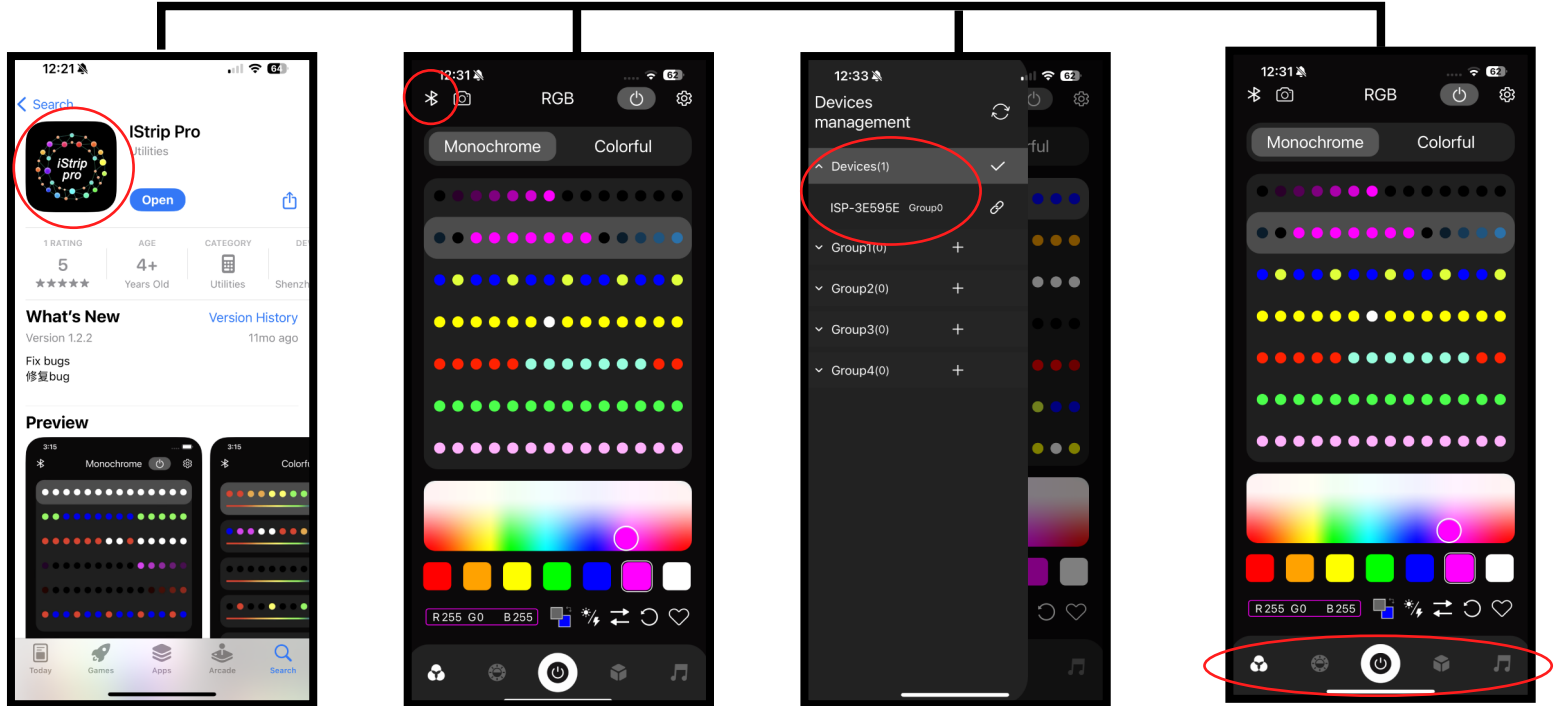 12:21
64
Search
iStrip
pro
IStrip Pro
Utilities
Open
1 RATING
AGE
CATEGORY
DE
5
4+
★★★★★
Years Old
Utilities
Shenzh
What's New
Version History
Version 1.2.2
11mo ago
Fix bugs
修复bug
Preview
3:15
Monochrome
3:15
Colorfu
Today
Games
Apps
Arcade
Search
12:31
62
RGB
Monochrome
Colorful
R 255 G0 B 255
12:33
62
Devices
management
rful
Devices(1)
ISP-3E595E Group0
Group1(0)
Group2(0)
Group3(0)
Group4(0)
12:31
62
RGB
Monochrome
Colorful
R 255 G0 B 255